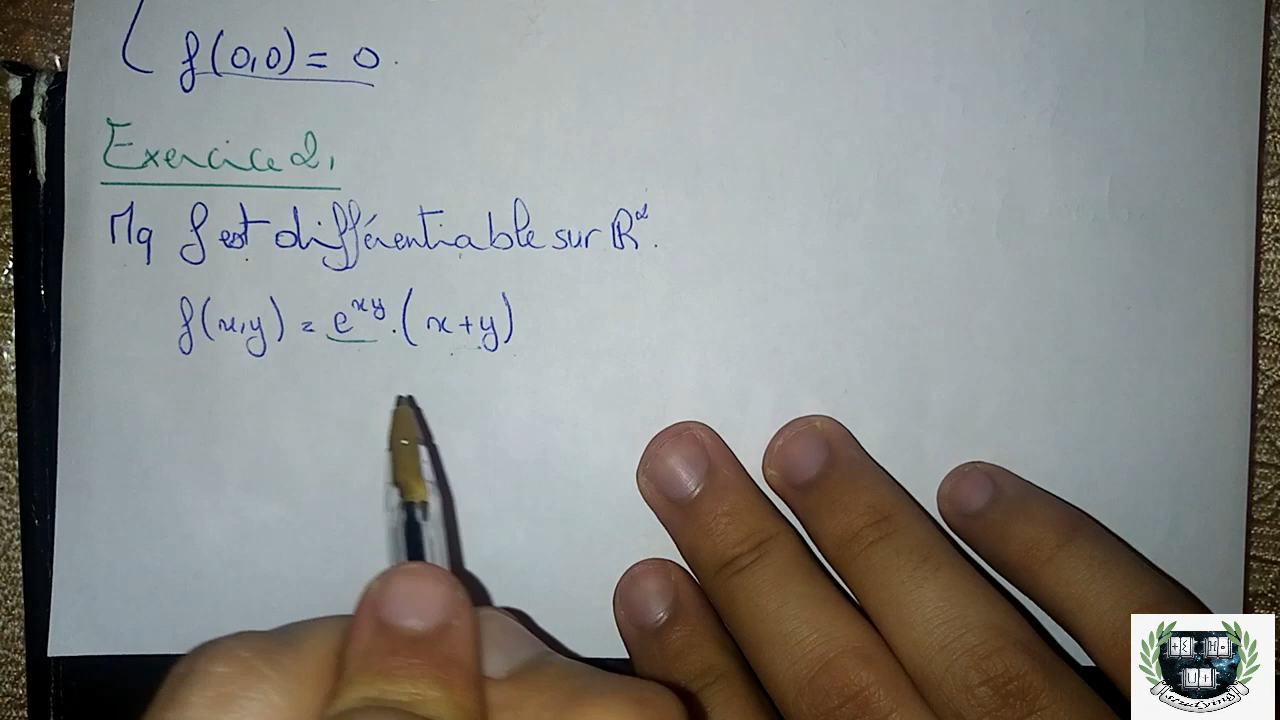 f(0,0) = 0.
Exercice 2,
Mq f est différentiable sur ℝ².
f(x,y) = e^{xy} . (x+y)